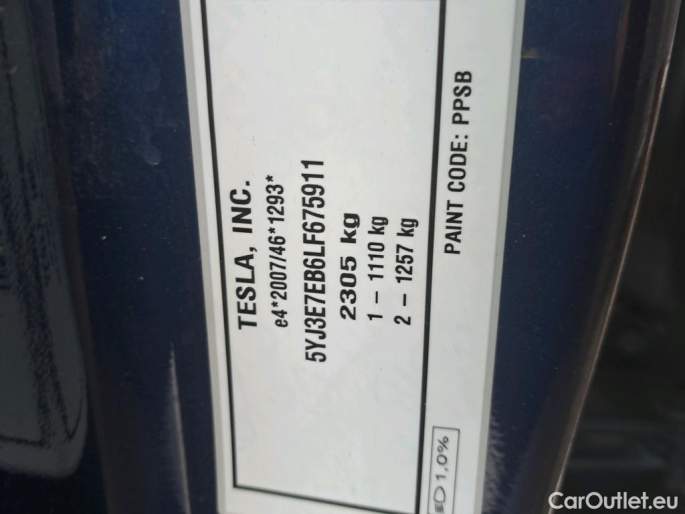 TESLA, INC.
e4*2007/46*1293*
5YJ3E7EB6LF675911
2305 kg
1 – 1110 kg
2 – 1257 kg
PAINT CODE: PPSB
1,0%
CarOutlet.eu